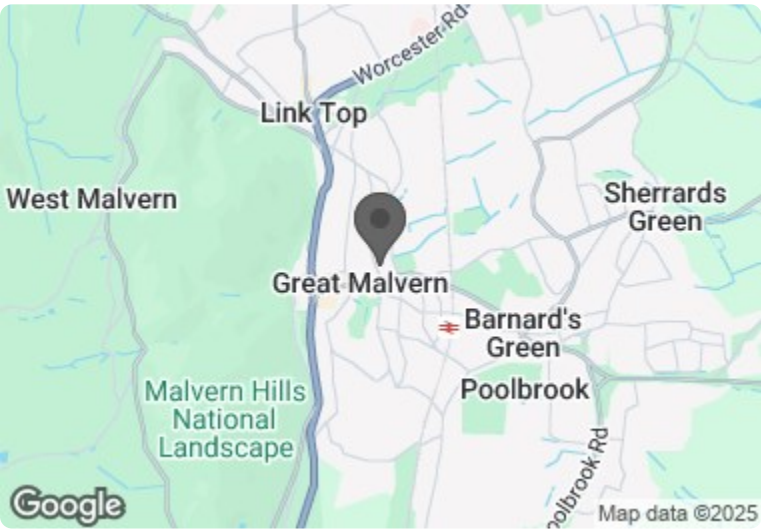 Worcester Rd
Link Top
West Malvern
Sherrards
Green
Great Malvern
Barnard's
Green
Malvern Hills
National
Landscape
Poolbrook
oolbrook Rd
Google
Map data ©2025